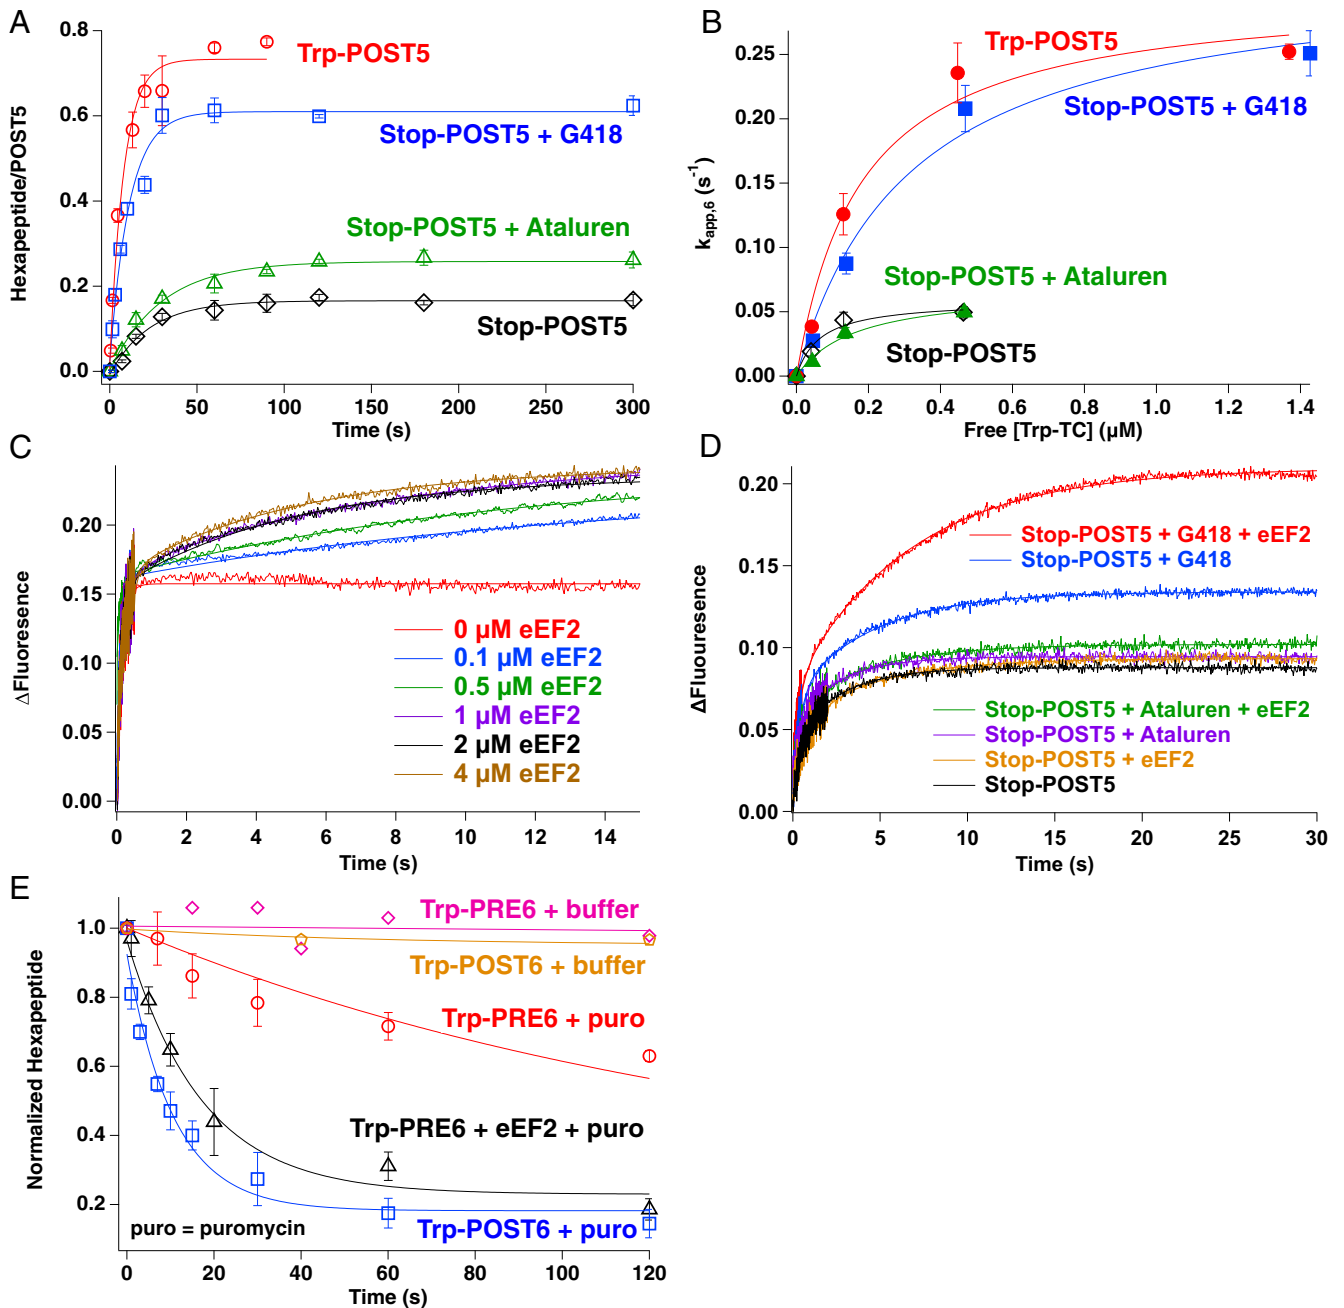 A
Hexapeptide/POST5
0.8
0.6
0.4
0.2
0.0
Trp-POST5
Stop-POST5 + G418
Stop-POST5 + Ataluren
Stop-POST5
0 50 100 150 200 250 300
Time (s)
B
kapp,6 (s-1)
0.25
0.20
0.15
0.10
0.05
0.00
Trp-POST5
Stop-POST5 + G418
Stop-POST5 + Ataluren
Stop-POST5
0.0 0.2 0.4 0.6 0.8 1.0 1.2 1.4
Free [Trp-TC] (µM)
C
ΔFluoresence
0.20
0.15
0.10
0.05
0.00
0 µM eEF2
0.1 µM eEF2
0.5 µM eEF2
1 µM eEF2
2 µM eEF2
4 µM eEF2
0 2 4 6 8 10 12 14
Time (s)
D
ΔFluouresence
0.20
0.15
0.10
0.05
0.00
Stop-POST5 + G418 + eEF2
Stop-POST5 + G418
Stop-POST5 + Ataluren + eEF2
Stop-POST5 + Ataluren
Stop-POST5 + eEF2
Stop-POST5
0 5 10 15 20 25 30
Time (s)
E
Normalized Hexapeptide
1.0
0.8
0.6
0.4
0.2
Trp-PRE6 + buffer
Trp-POST6 + buffer
Trp-PRE6 + puro
Trp-PRE6 + eEF2 + puro
Trp-POST6 + puro
puro = puromycin
0 20 40 60 80 100 120
Time (s)